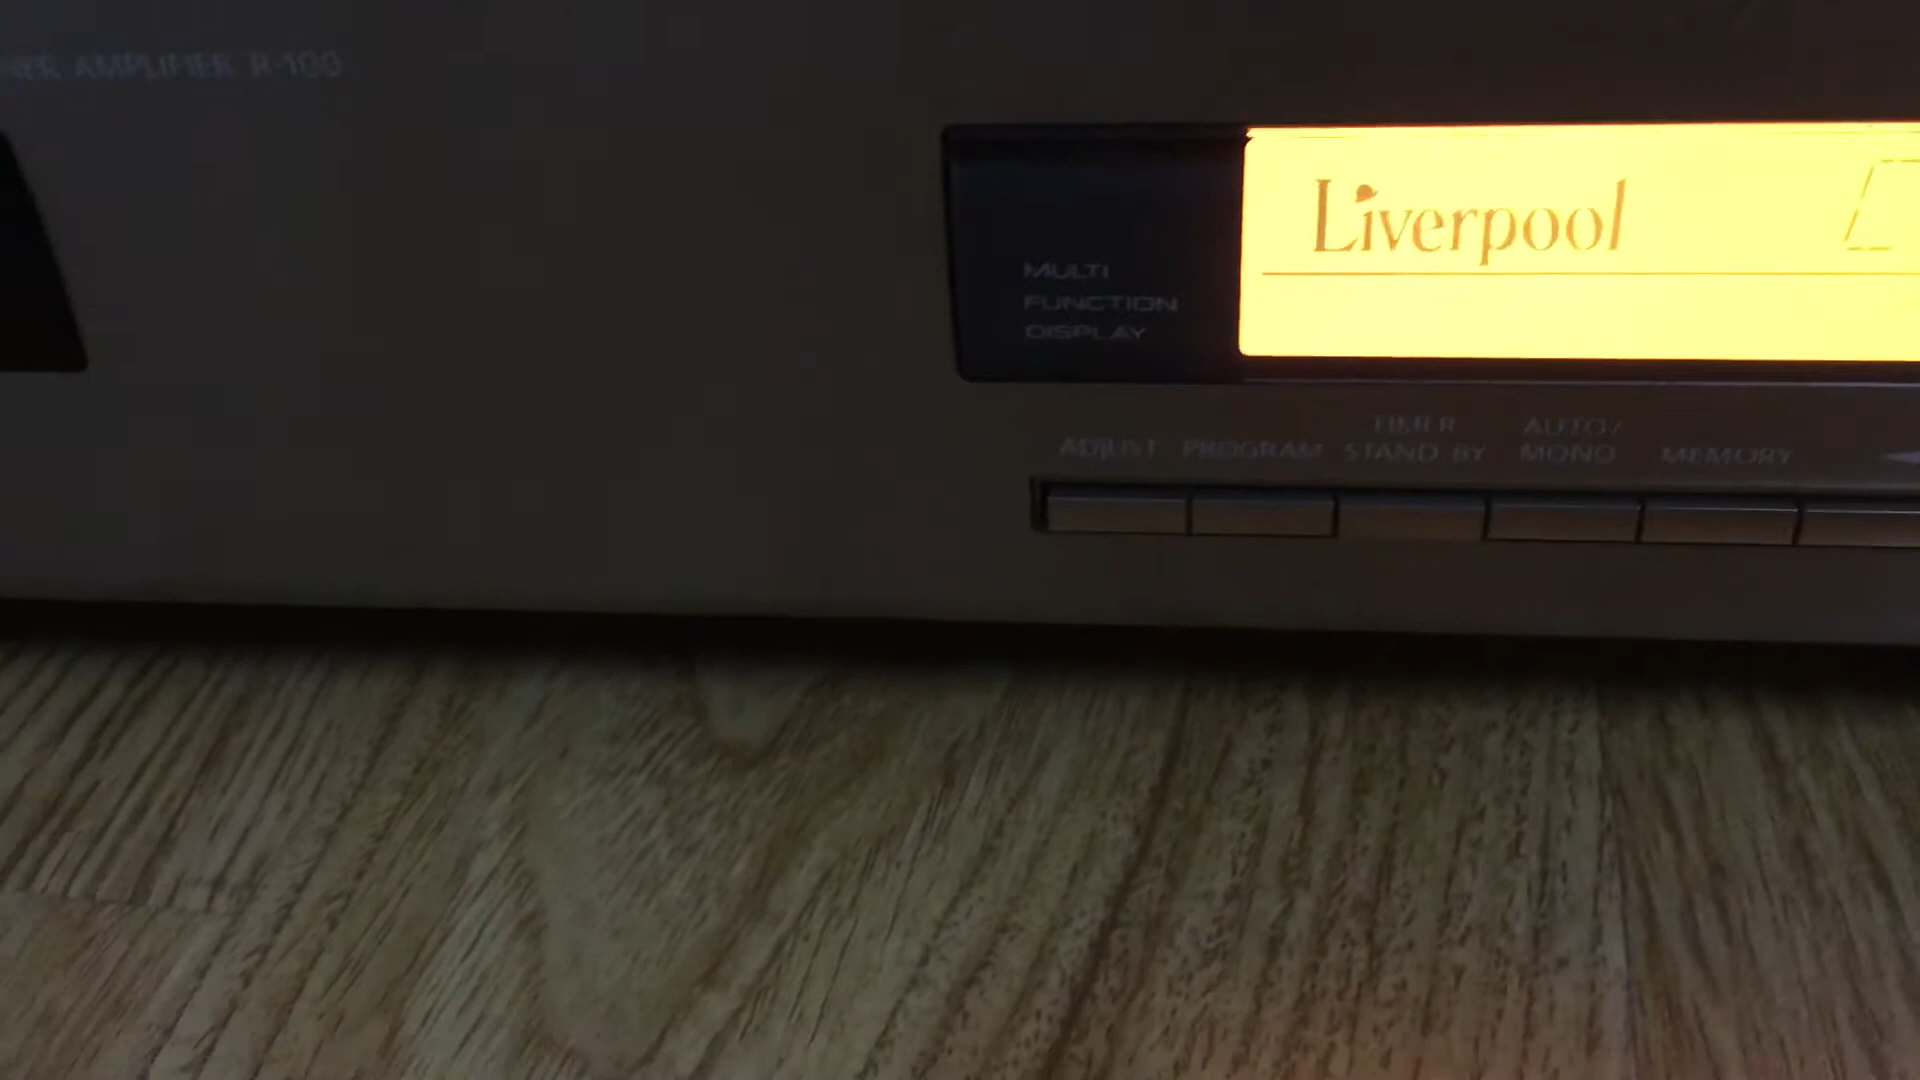 AMPLIFIER R-100
Liverpool
MULTI
FUNCTION
DISPLAY
ADJUST PROGRAM TIMER STAND BY AUTO/MONO MEMORY